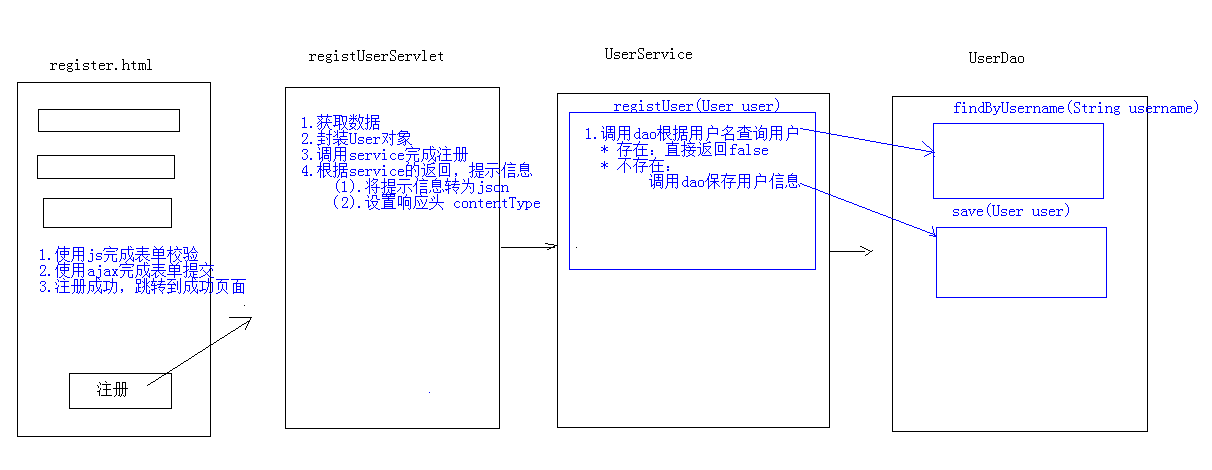 register.html
1.使用js完成表单校验
2.使用ajax完成表单提交
3.注册成功，跳转到成功页面
注册
registUserServlet
1.获取数据
2.封装User对象
3.调用service完成注册
4.根据service的返回，提示信息
(1).将提示信息转为json
(2).设置响应头 contentType
UserService
registUser(User user)
1.调用dao根据用户名查询用户
* 存在：直接返回false
* 不存在：
调用dao保存用户信息
UserDao
findByUsername(String username)
save(User user)